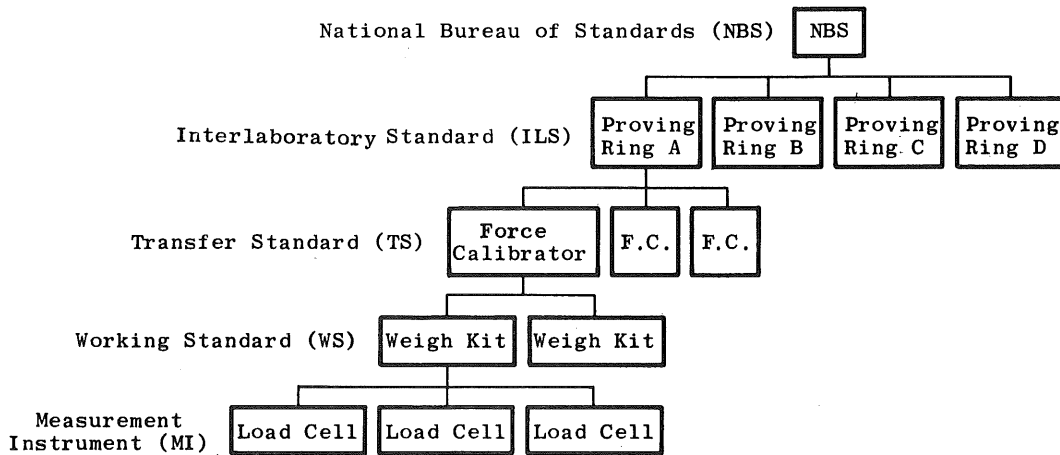 National Bureau of Standards (NBS)
NBS
Interlaboratory Standard (ILS)
Proving
Ring A
Proving
Ring B
Proving
Ring C
Proving
Ring D
Transfer Standard (TS)
Force
Calibrator
F.C.
F.C.
Working Standard (WS)
Weigh Kit
Weigh Kit
Measurement
Instrument (MI)
Load Cell
Load Cell
Load Cell